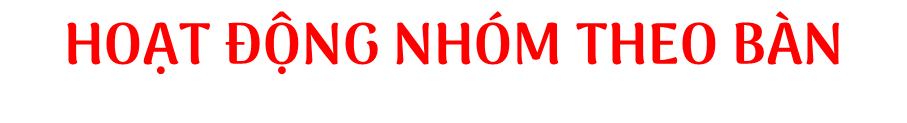 HOẠT ĐỘNG NHÓM THEO BÀN